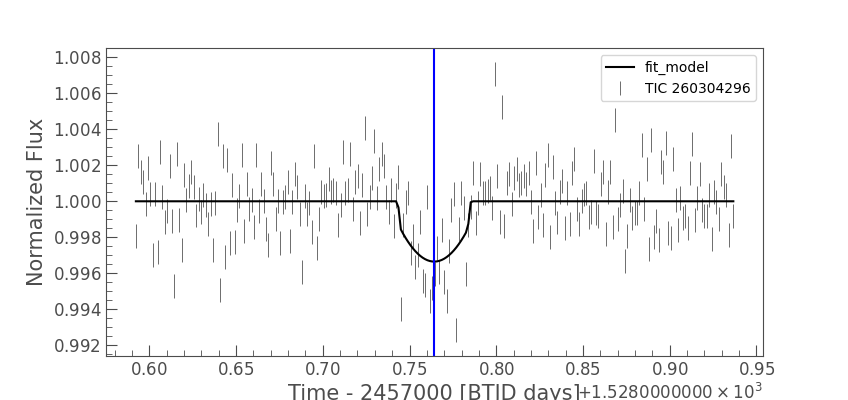 1.008
1.006
1.004
1.002
1.000
0.998
0.996
0.994
0.992
Normalized Flux
fit_model
TIC 260304296
0.60 0.65 0.70 0.75 0.80 0.85 0.90 0.95
Time - 2457000 [BTJD days]
+1.5280000000 × 10³